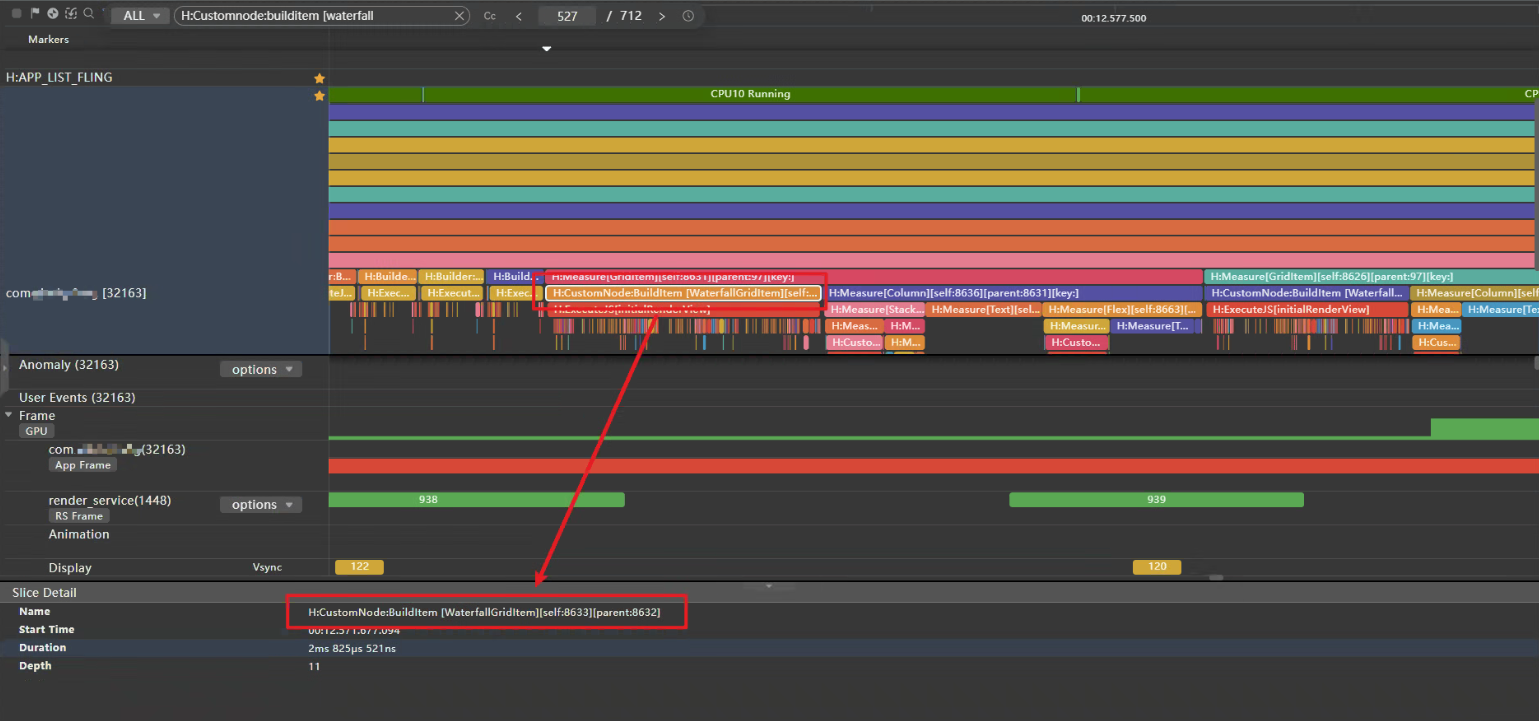 ALL H:Customnode:builditem [waterfall Cc 527 / 712
00:12.577.500
Markers
H:APP_LIST_FLING
CPU10 Running CP
H:Builde... H:Builder:... H:Build... H:Measure[GridItem][self:8631][parent:97][key:] H:Measure[GridItem][self:8626][parent:97][key:]
com [32163] H:Exec... H:Execut... H:Exec... H:CustomNode:BuildItem [WaterfallGridItem][self:... H:Measure[Column][self:8636][parent:8631][key:] H:CustomNode:BuildItem [Waterfall... H:Measure[Column][self
H:ExecuteJS[initialRenderView] H:Measure[Stack... H:Measure[Text][sel... H:Measure[Flex][self:8663][... H:ExecuteJS[initialRenderView] H:Mea... H:Measure[Te
H:Meas... H:M... H:Measur... H:Measure[T... H:Mea...
H:Custo... H:M... H:Custo... H:Cus...
Anomaly (32163) options
User Events (32163)
Frame
GPU
com (32163)
App Frame
render_service(1448) options 938 939
RS Frame
Animation
Display Vsync 122 120
Slice Detail
Name H:CustomNode:BuildItem [WaterfallGridItem][self:8633][parent:8632]
Start Time 00:12.571.677.094
Duration 2ms 825μs 521ns
Depth 11